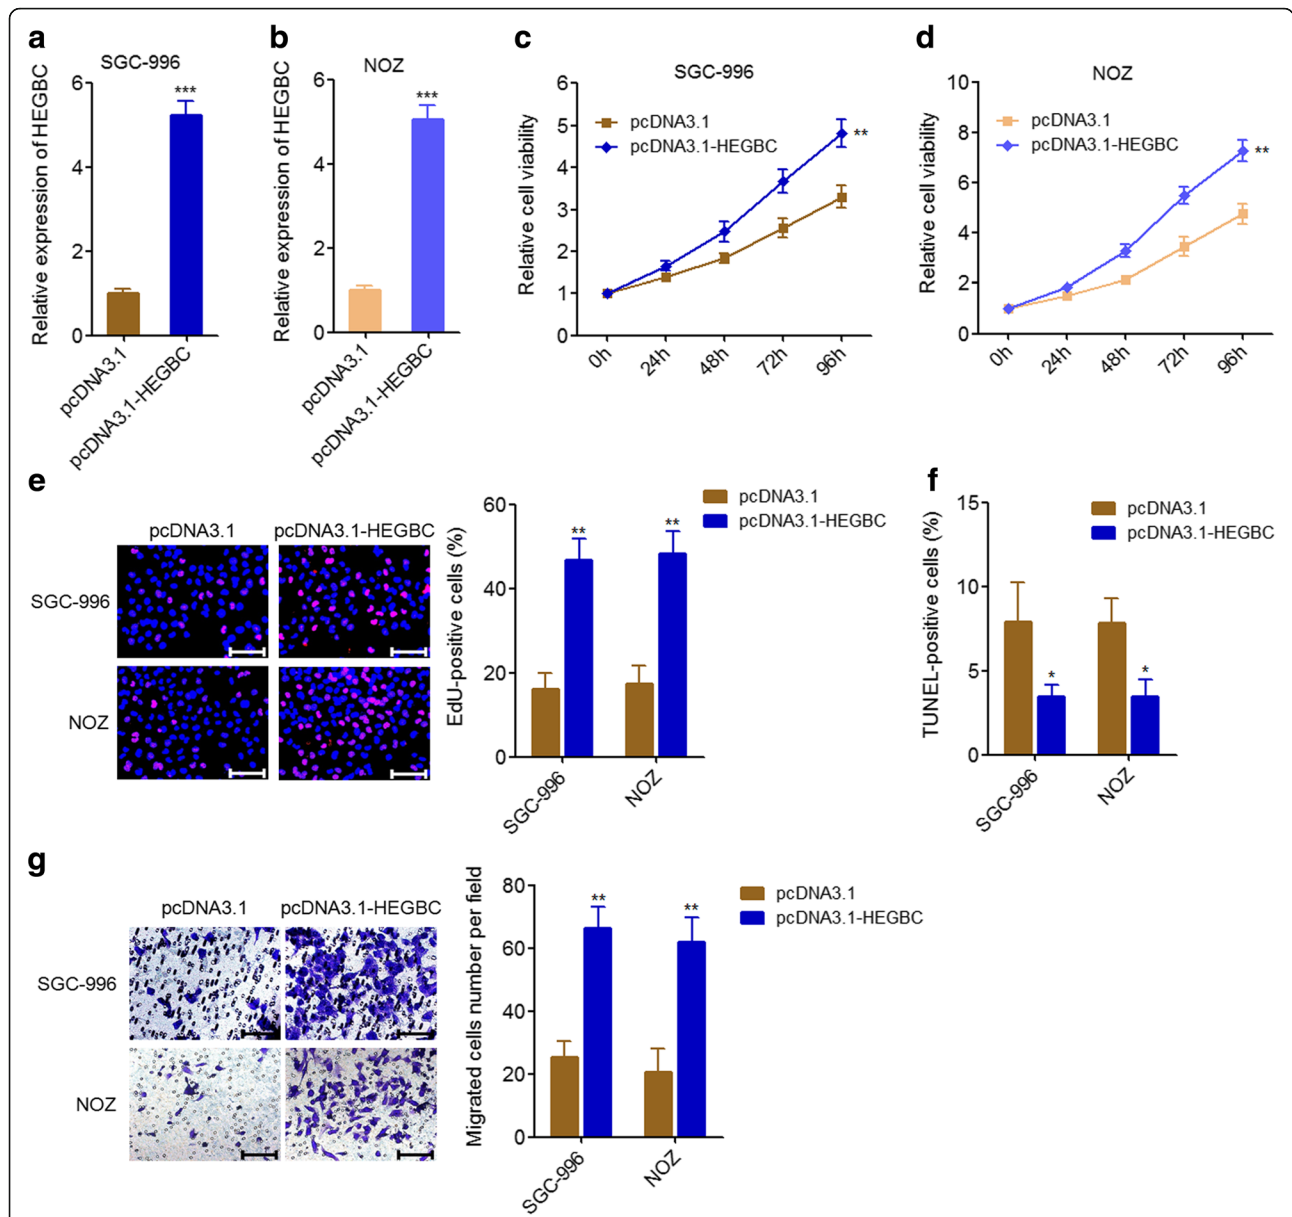 a
SGC-996
Relative expression of HEGBC
6
4
2
0
***
pcDNA3.1
pcDNA3.1-HEGBC
b
NOZ
Relative expression of HEGBC
6
4
2
0
***
pcDNA3.1
pcDNA3.1-HEGBC
c
SGC-996
Relative cell viability
6
5
4
3
2
1
0
pcDNA3.1
pcDNA3.1-HEGBC
**
0h
24h
48h
72h
96h
d
NOZ
Relative cell viability
10
8
6
4
2
0
pcDNA3.1
pcDNA3.1-HEGBC
**
0h
24h
48h
72h
96h
e
pcDNA3.1
pcDNA3.1-HEGBC
SGC-996
NOZ
EdU-positive cells (%)
60
40
20
0
**
**
pcDNA3.1
pcDNA3.1-HEGBC
SGC-996
NOZ
f
TUNEL-positive cells (%)
15
10
5
0
*
*
pcDNA3.1
pcDNA3.1-HEGBC
SGC-996
NOZ
g
pcDNA3.1
pcDNA3.1-HEGBC
SGC-996
NOZ
Migrated cells number per field
80
60
40
20
0
**
**
pcDNA3.1
pcDNA3.1-HEGBC
SGC-996
NOZ